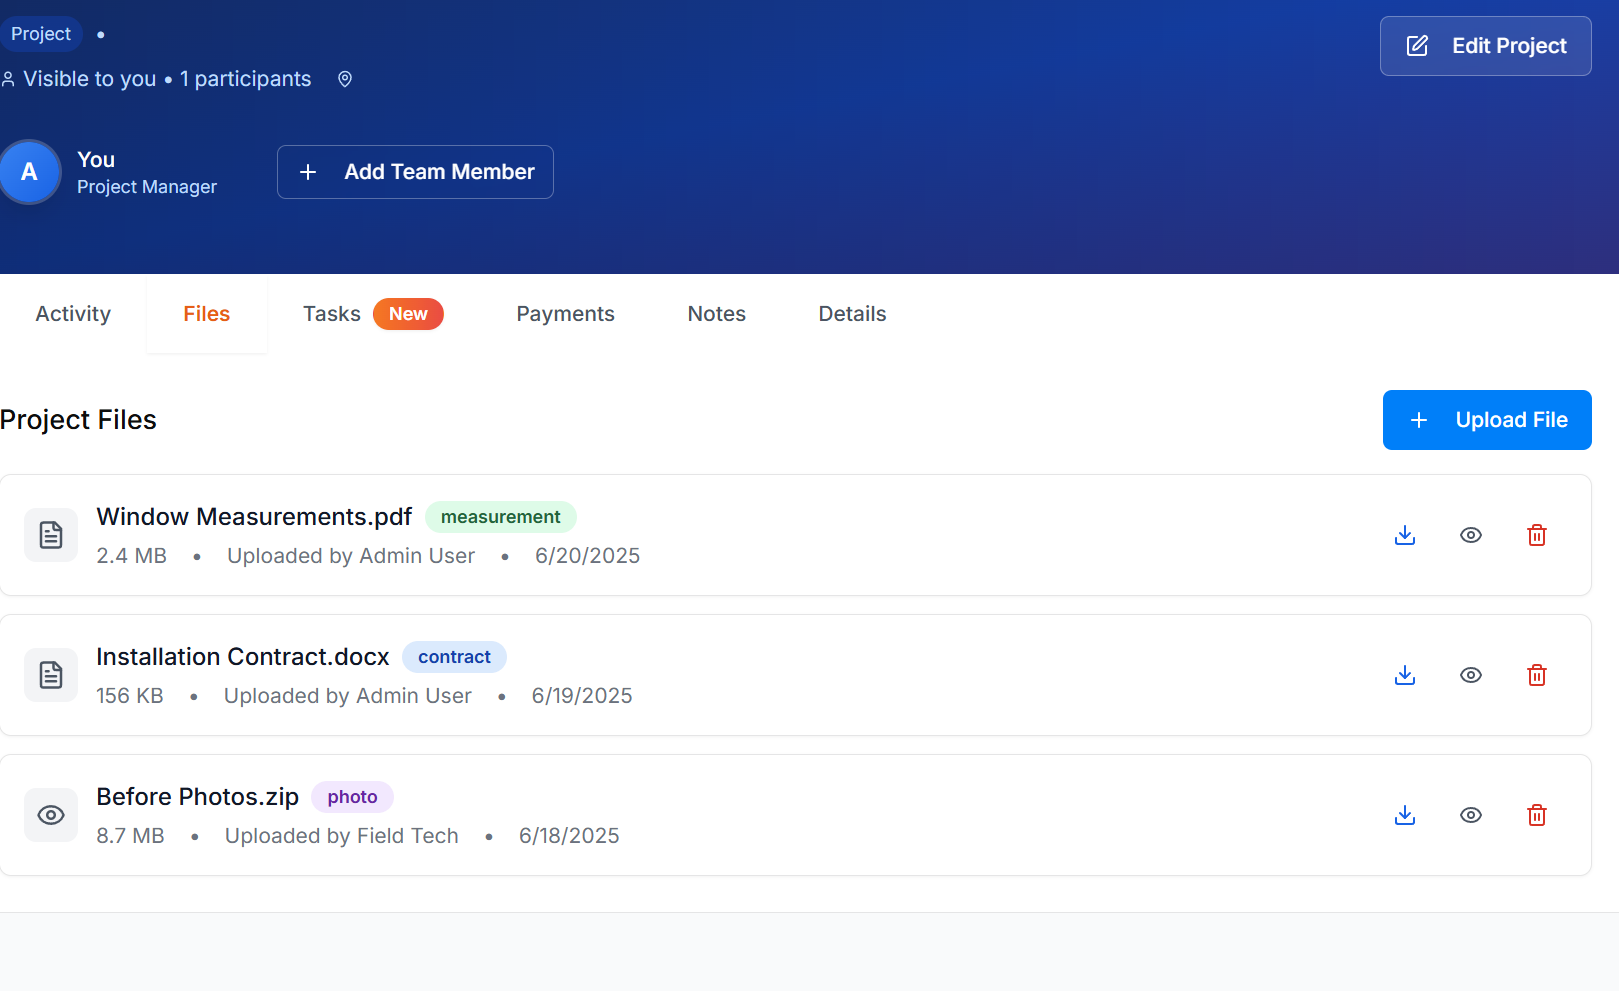 Project •
Edit Project
Visible to you • 1 participants
A
You
Project Manager
+ Add Team Member
Activity
Files
Tasks New
Payments
Notes
Details
Project Files
+ Upload File
Window Measurements.pdf measurement
2.4 MB • Uploaded by Admin User • 6/20/2025
Installation Contract.docx contract
156 KB • Uploaded by Admin User • 6/19/2025
Before Photos.zip photo
8.7 MB • Uploaded by Field Tech • 6/18/2025